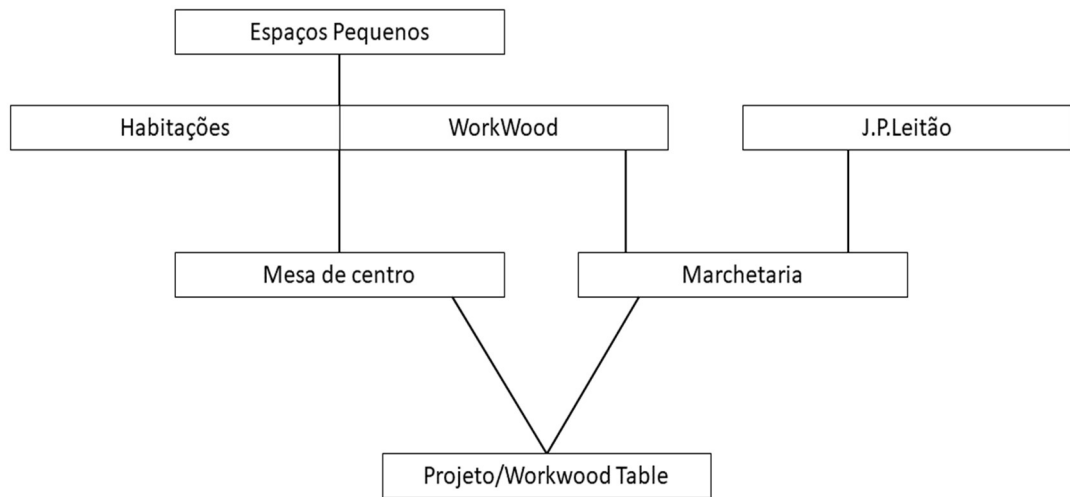 Espaços Pequenos
Habitações
WorkWood
J.P.Leitão
Mesa de centro
Marchetaria
Projeto/Workwood Table